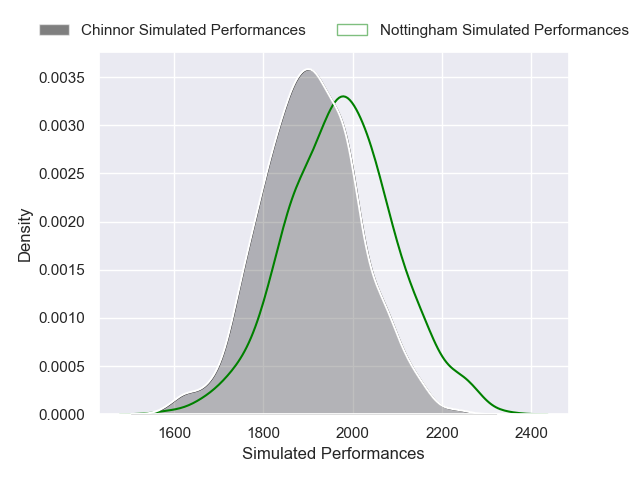 Chinnor Simulated Performances Nottingham Simulated Performances
0.0035
0.0030
0.0025
0.0020
0.0015
0.0010
0.0005
0.0000
Density
1600 1800 2000 2200 2400
Simulated Performances